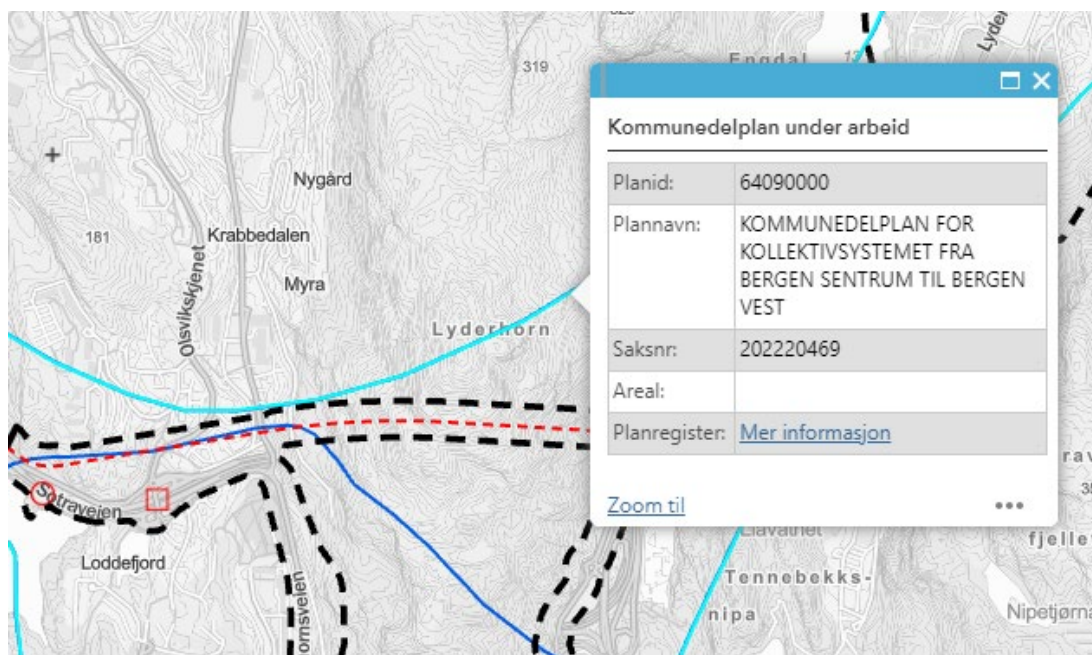 319
Engdal
Kommunedelplan under arbeid
Planid: 64090000
Plannavn: KOMMUNEDELPLAN FOR
KOLLEKTIVSYSTEMET FRA
BERGEN SENTRUM TIL BERGEN
VEST
Saksnr: 202220469
Areal:
Planregister: Mer informasjon
Zoom til
Nygård
181
Krabbedalen
Myra
Olsvikskjenet
Lyderhorn
Sotraveien
Loddefjord
Tennebekks-
nipa
Nipetjørna